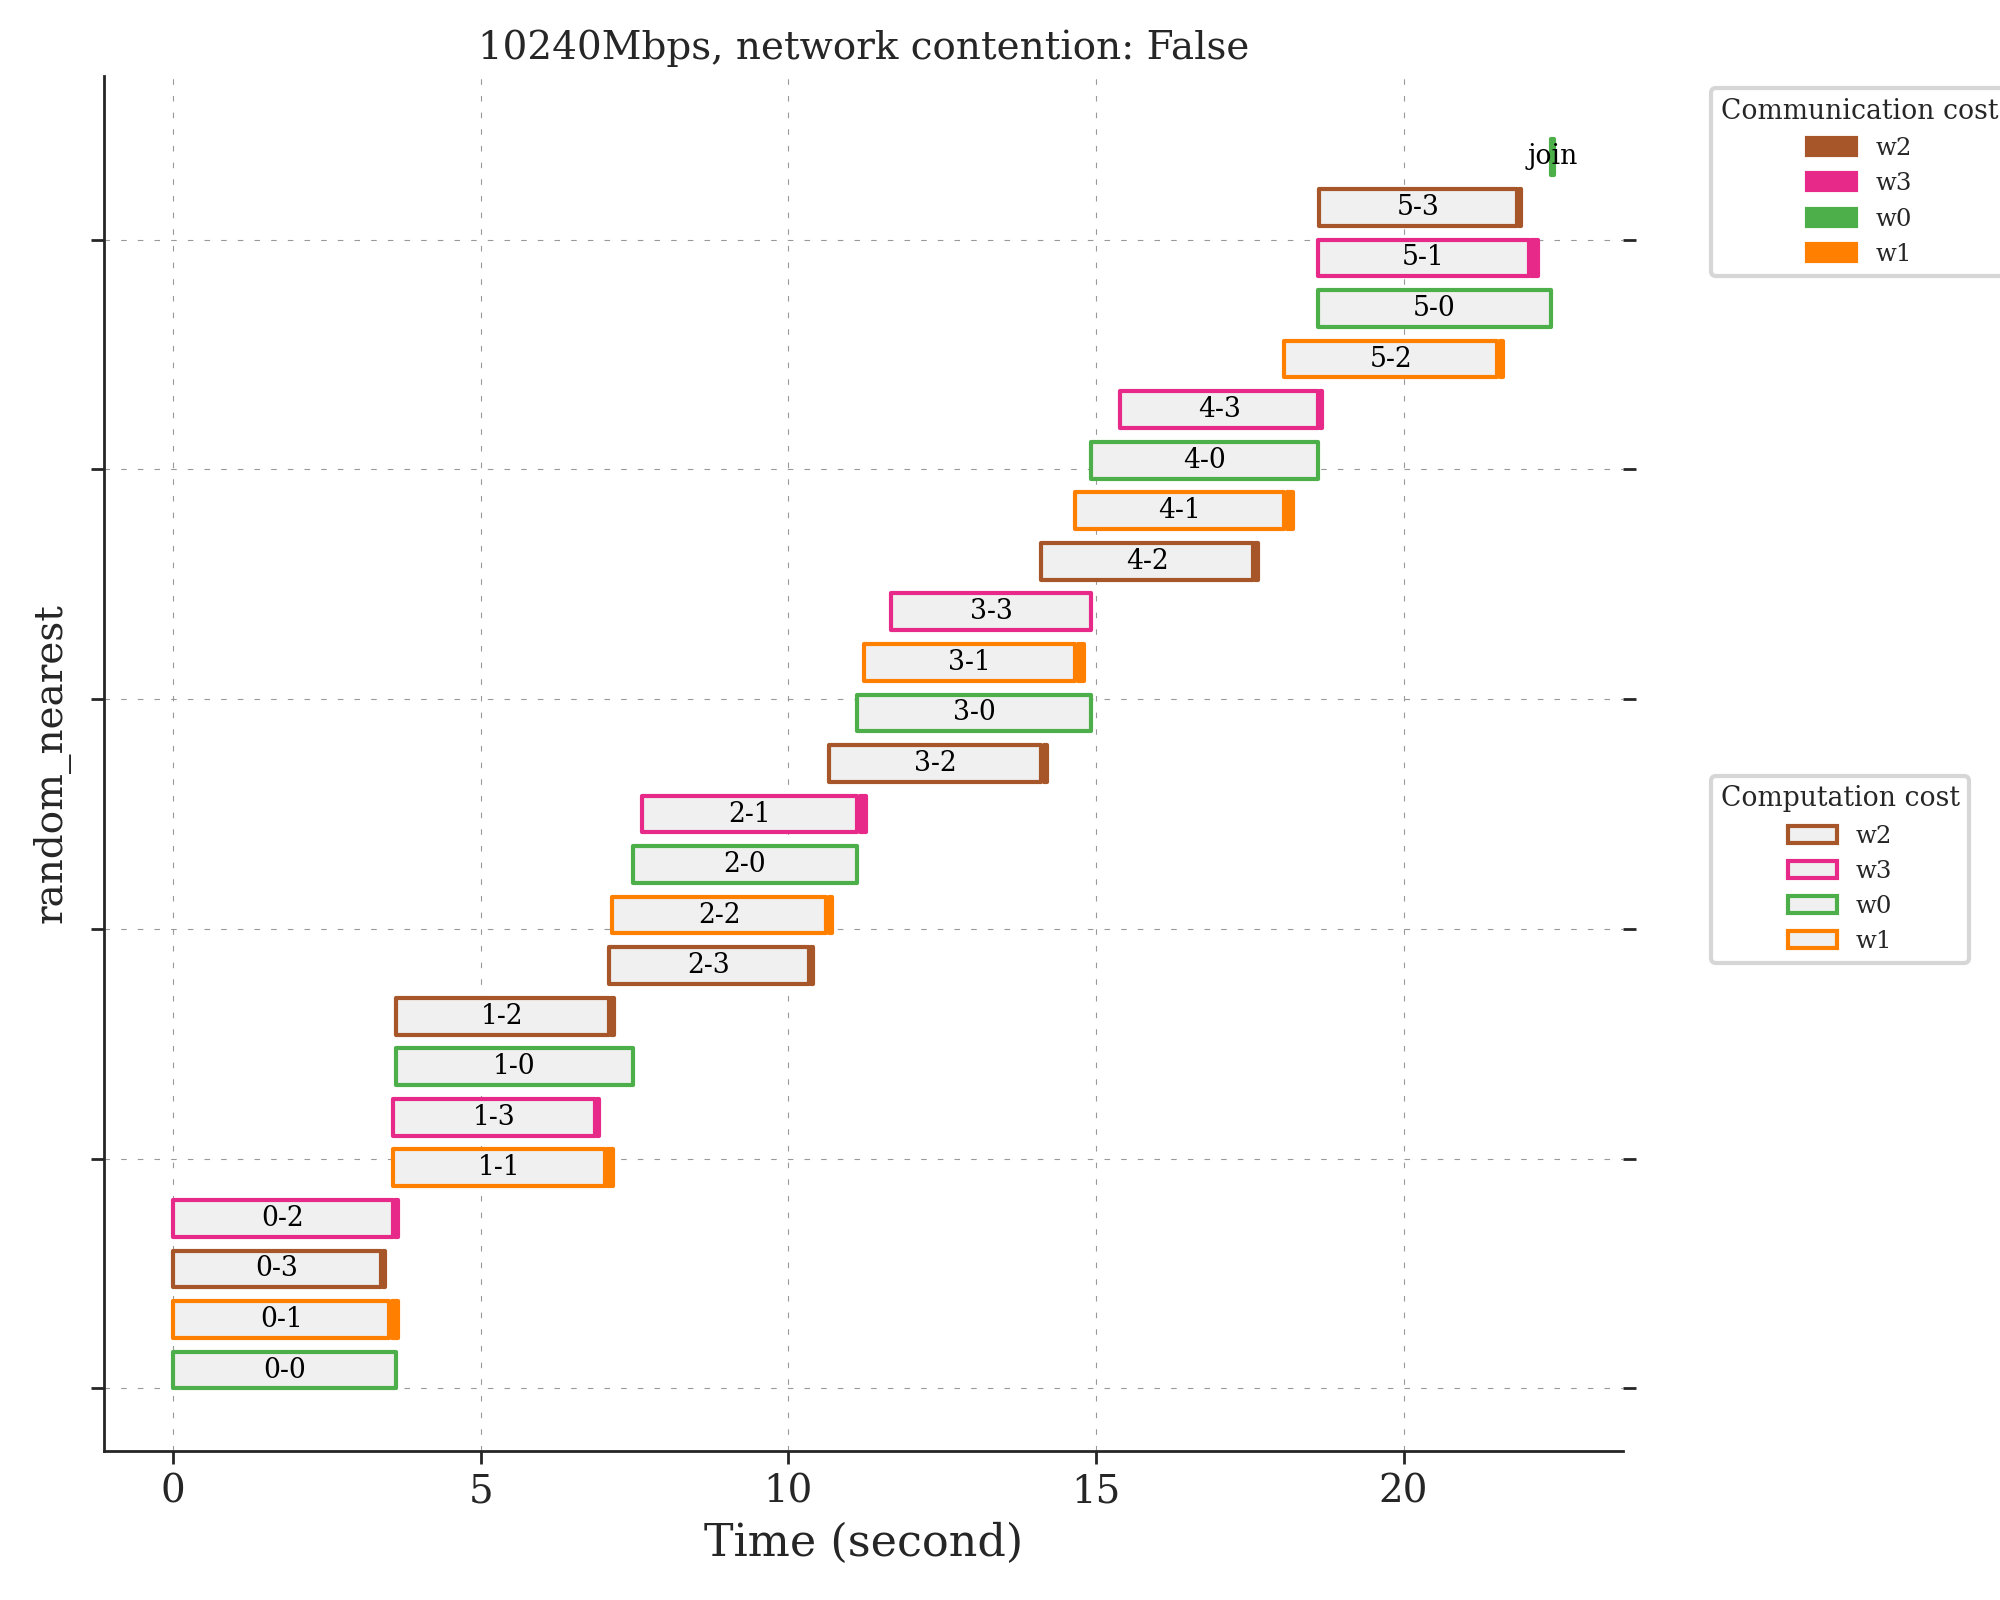 10240Mbps, network contention: False
join
5-3
5-1
5-0
5-2
4-3
4-0
4-1
4-2
3-3
3-1
3-0
3-2
2-1
2-0
2-2
2-3
1-2
1-0
1-3
1-1
0-2
0-3
0-1
0-0
random_nearest
0 5 10 15 20
Time (second)
Communication cost
w2
w3
w0
w1
Computation cost
w2
w3
w0
w1